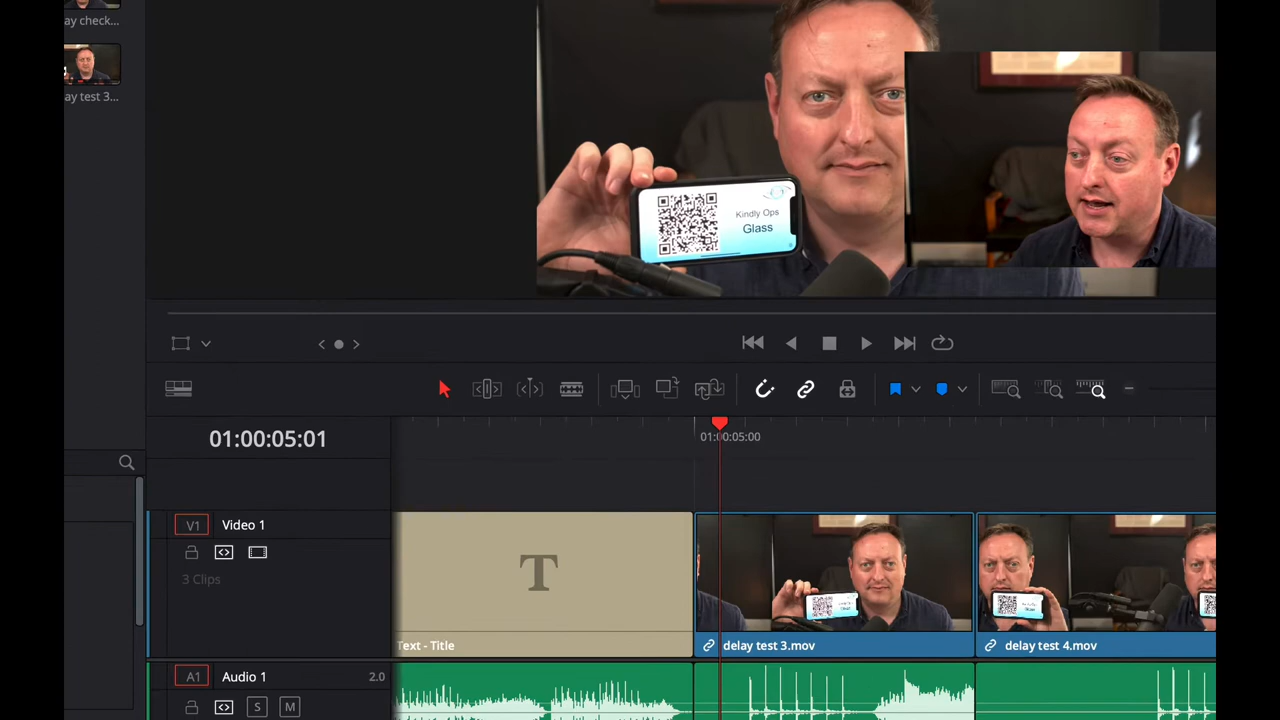 ay check...
ay test 3...
Kindly Ops
Glass
01:00:05:01
01:00:05:00
V1 Video 1
3 Clips
T
Text - Title
delay test 3.mov
delay test 4.mov
A1 Audio 1 2.0
S M